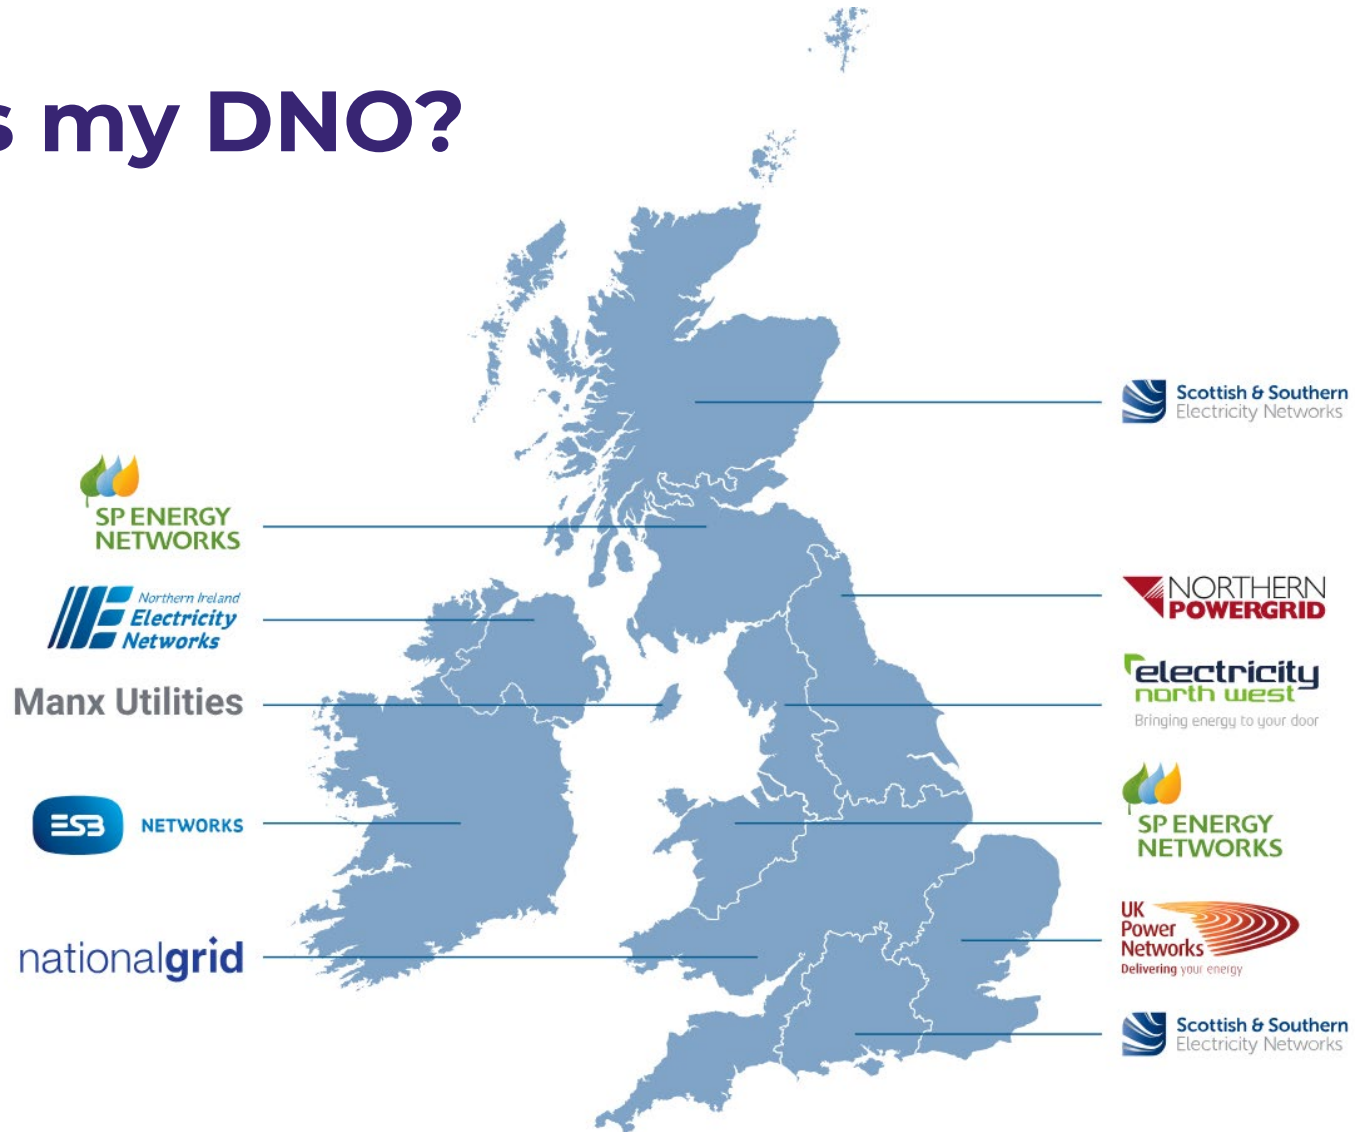 s my DNO?
Scottish & Southern
Electricity Networks
SP ENERGY
NETWORKS
Northern Ireland
Electricity
Networks
NORTHERN
POWERGRID
Manx Utilities
electricity
north west
Bringing energy to your door
ESB NETWORKS
SP ENERGY
NETWORKS
nationalgrid
UK
Power
Networks
Delivering your energy
Scottish & Southern
Electricity Networks